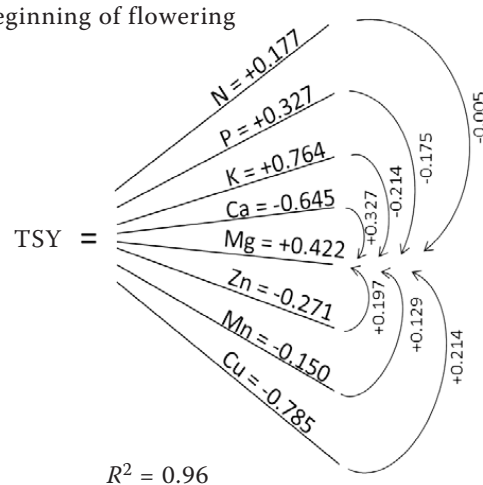 eginning of flowering
N = +0.177
P = +0.327
K = +0.764
Ca = -0.645
TSY =
Mg = +0.422
Zn = -0.271
Mn = -0.150
Cu = -0.785
-0.005
-0.175
-0.214
+0.327
+0.197
+0.129
+0.214
R² = 0.96